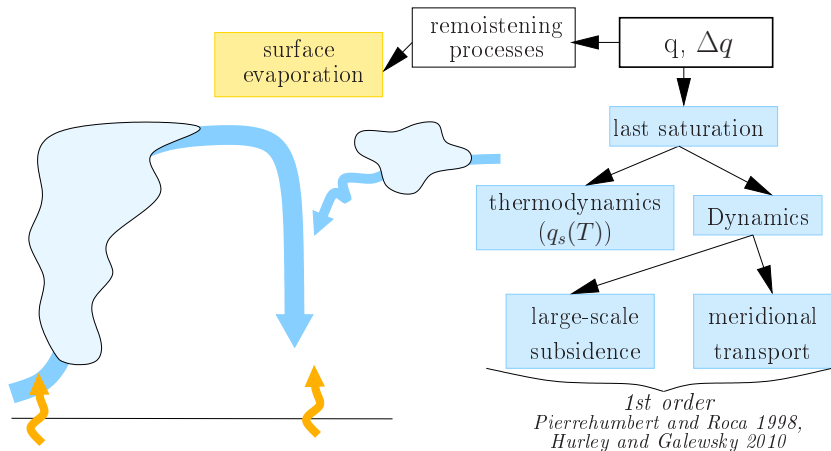 remoistening
processes
q, Δq
surface
evaporation
last saturation
thermodynamics
(q_s(T))
Dynamics
large-scale
subsidence
meridional
transport
1st order
Pierrehumbert and Roca 1998,
Hurley and Galewsky 2010